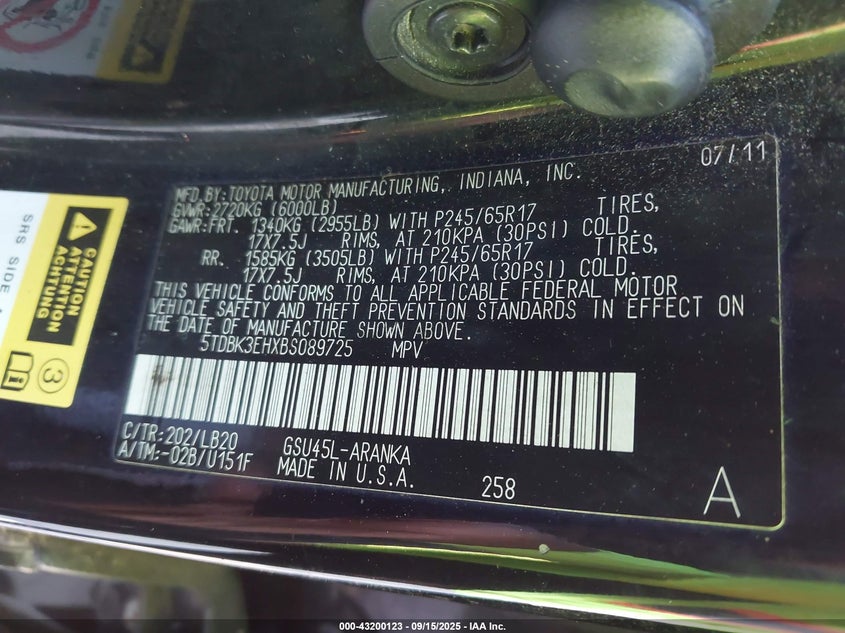 07/11
MFD.BY: TOYOTA MOTOR MANUFACTURING, INDIANA, INC.
GVWR: 2720KG (6000LB)
GAWR: FRT. 1340KG (2955LB) WITH P245/65R17 TIRES,
17X7.5J RIMS, AT 210KPA (30PSI) COLD.
RR. 1585KG (3505LB) WITH P245/65R17 TIRES,
17X7.5J RIMS, AT 210KPA (30PSI) COLD.
THIS VEHICLE CONFORMS TO ALL APPLICABLE FEDERAL MOTOR
VEHICLE SAFETY AND THEFT PREVENTION STANDARDS IN EFFECT ON
THE DATE OF MANUFACTURE SHOWN ABOVE.
5TDBK3EHXBS089725 MPV
C/TR: 202/LB20 GSU45L-ARANKA
A/TM: -02B/U151F MADE IN U.S.A.
258
A
SRS SIDE
CAUTION
ATTENTION
ACHTUNG
3
000-43200123 - 09/15/2025 - IAA Inc.